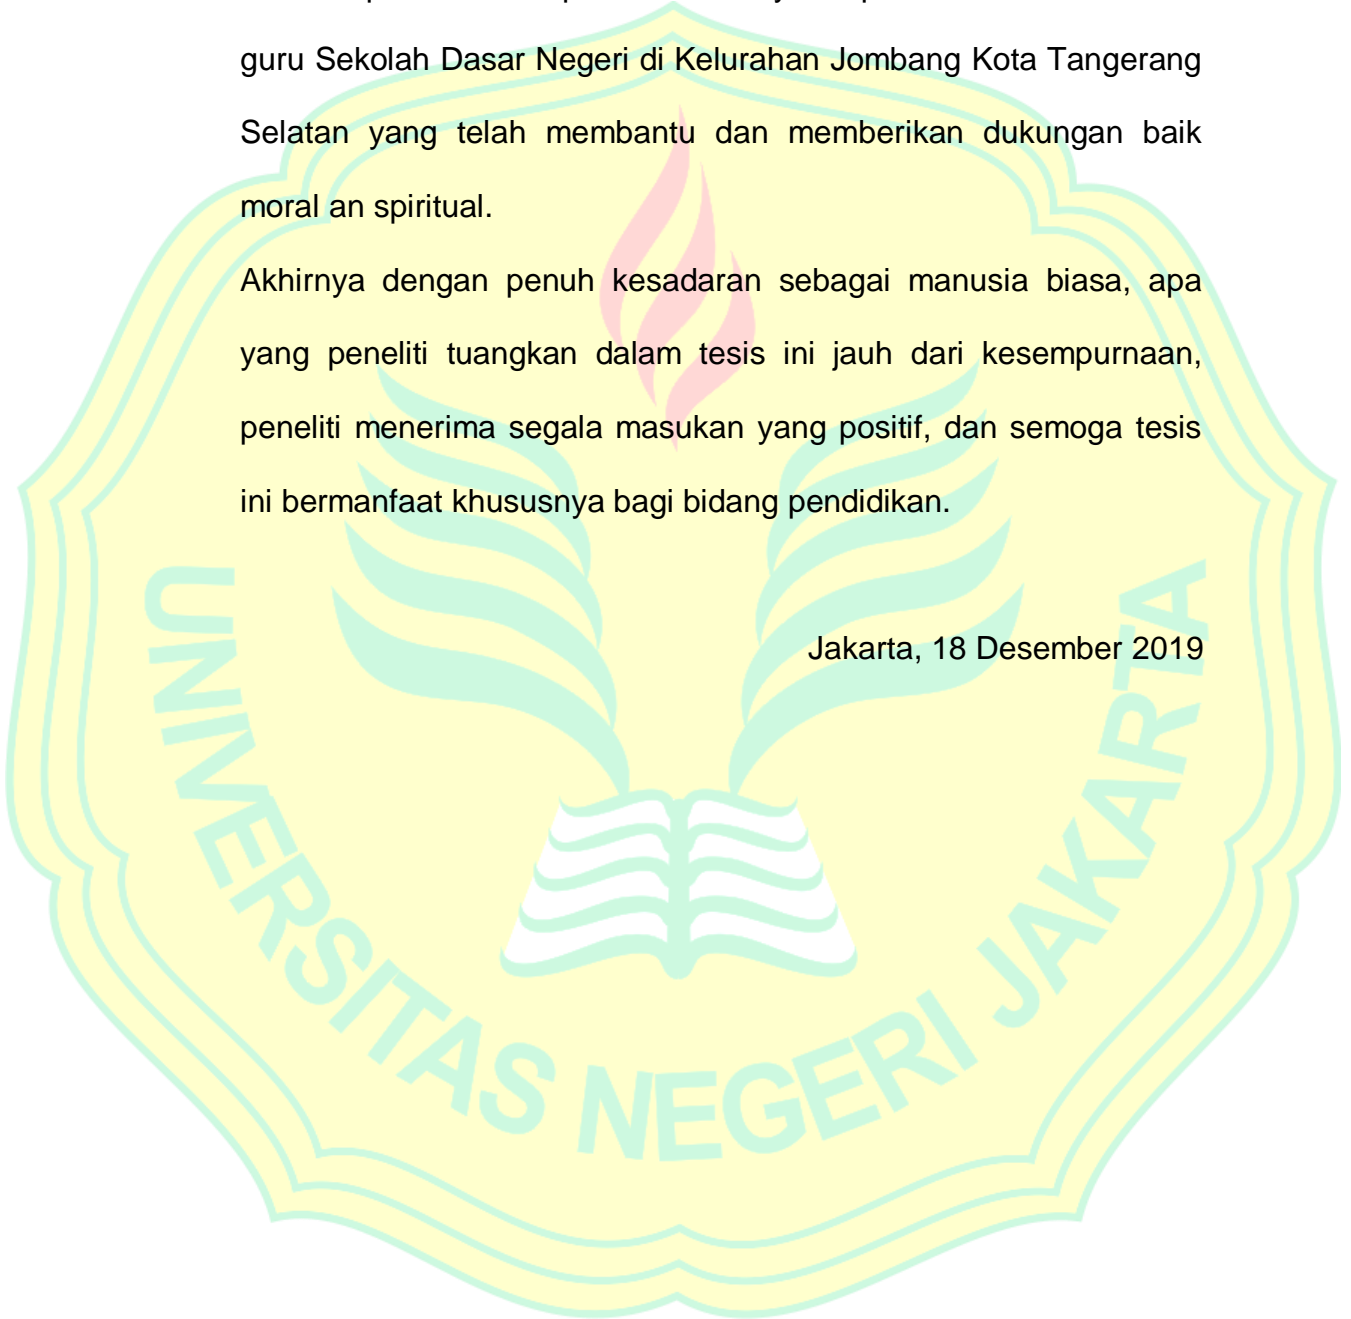 guru Sekolah Dasar Negeri di Kelurahan Jombang Kota Tangerang
Selatan yang telah membantu dan memberikan dukungan baik
moral an spiritual.
Akhirnya dengan penuh kesadaran sebagai manusia biasa, apa
yang peneliti tuangkan dalam tesis ini jauh dari kesempurnaan,
peneliti menerima segala masukan yang positif, dan semoga tesis
ini bermanfaat khususnya bagi bidang pendidikan.
Jakarta, 18 Desember 2019
UNIVERSITAS NEGERI JAKARTA